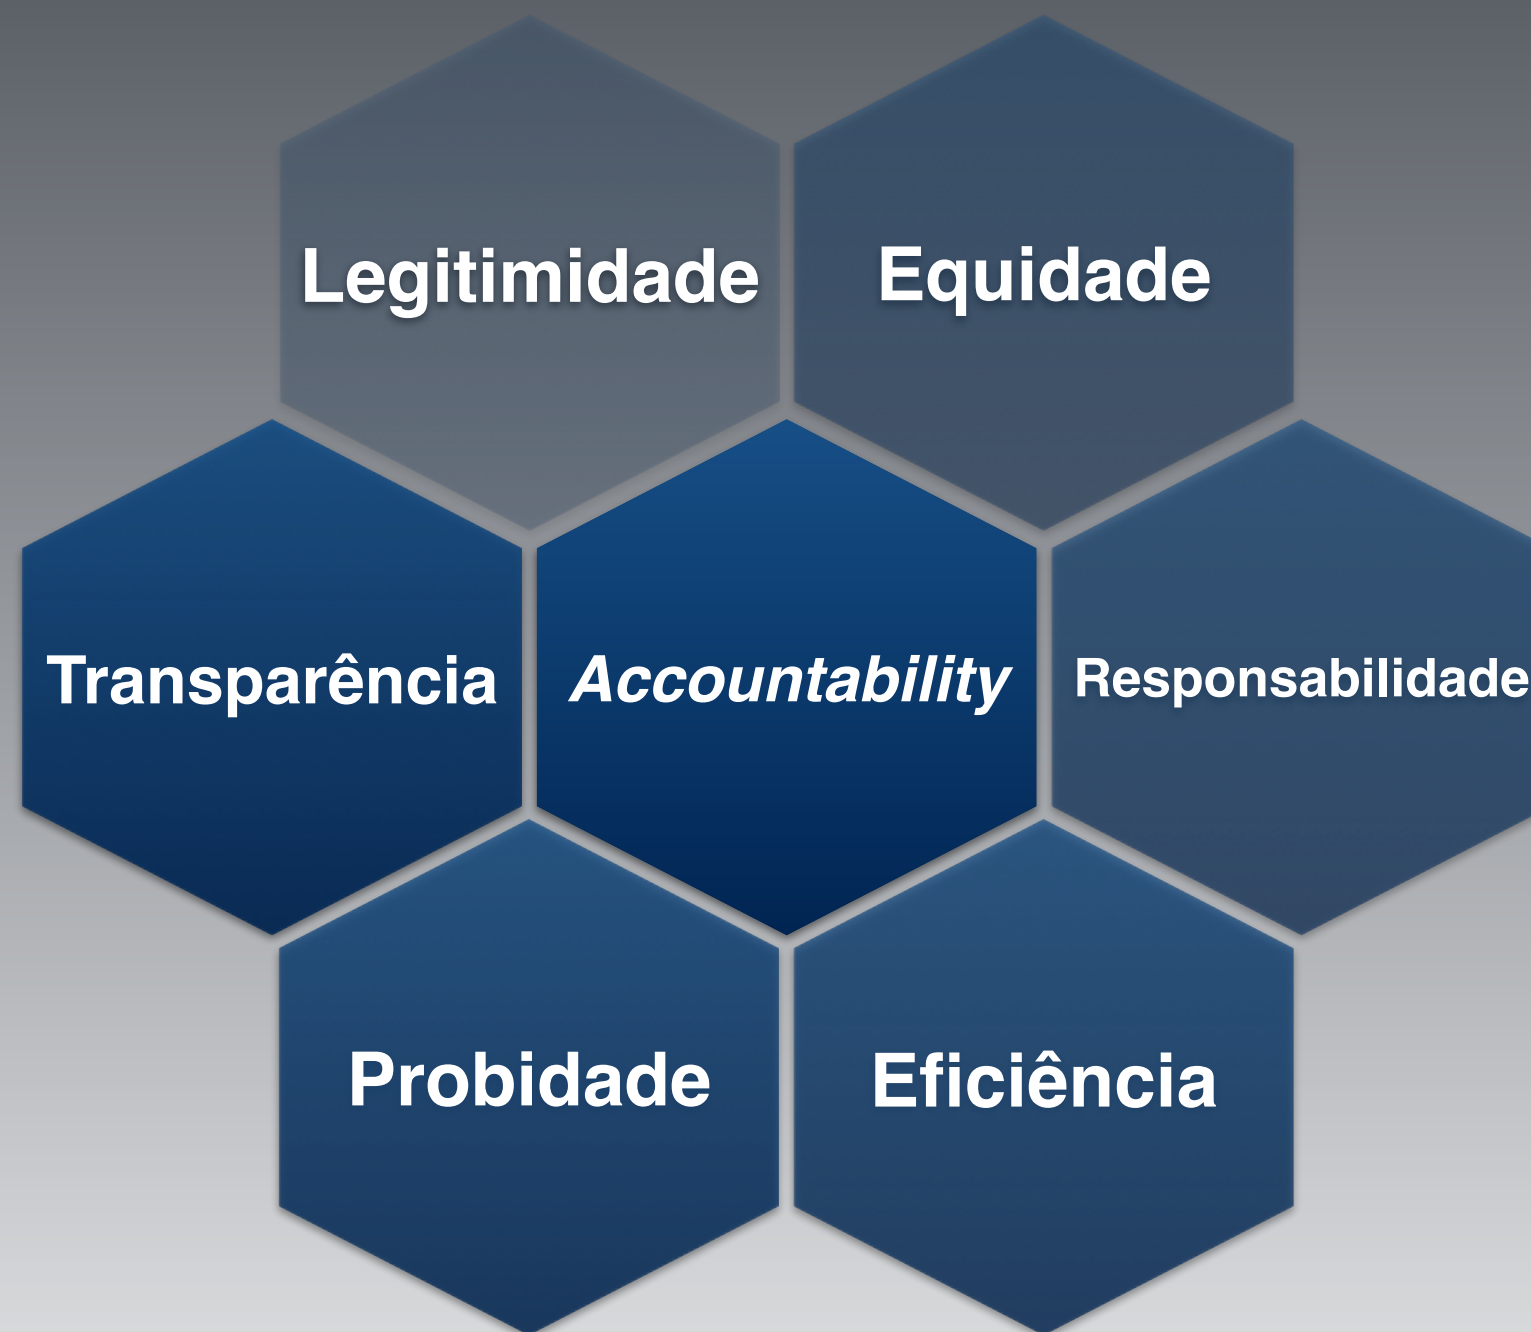 Legitimidade
Equidade
Transparência
Accountability
Responsabilidade
Probidade
Eficiência